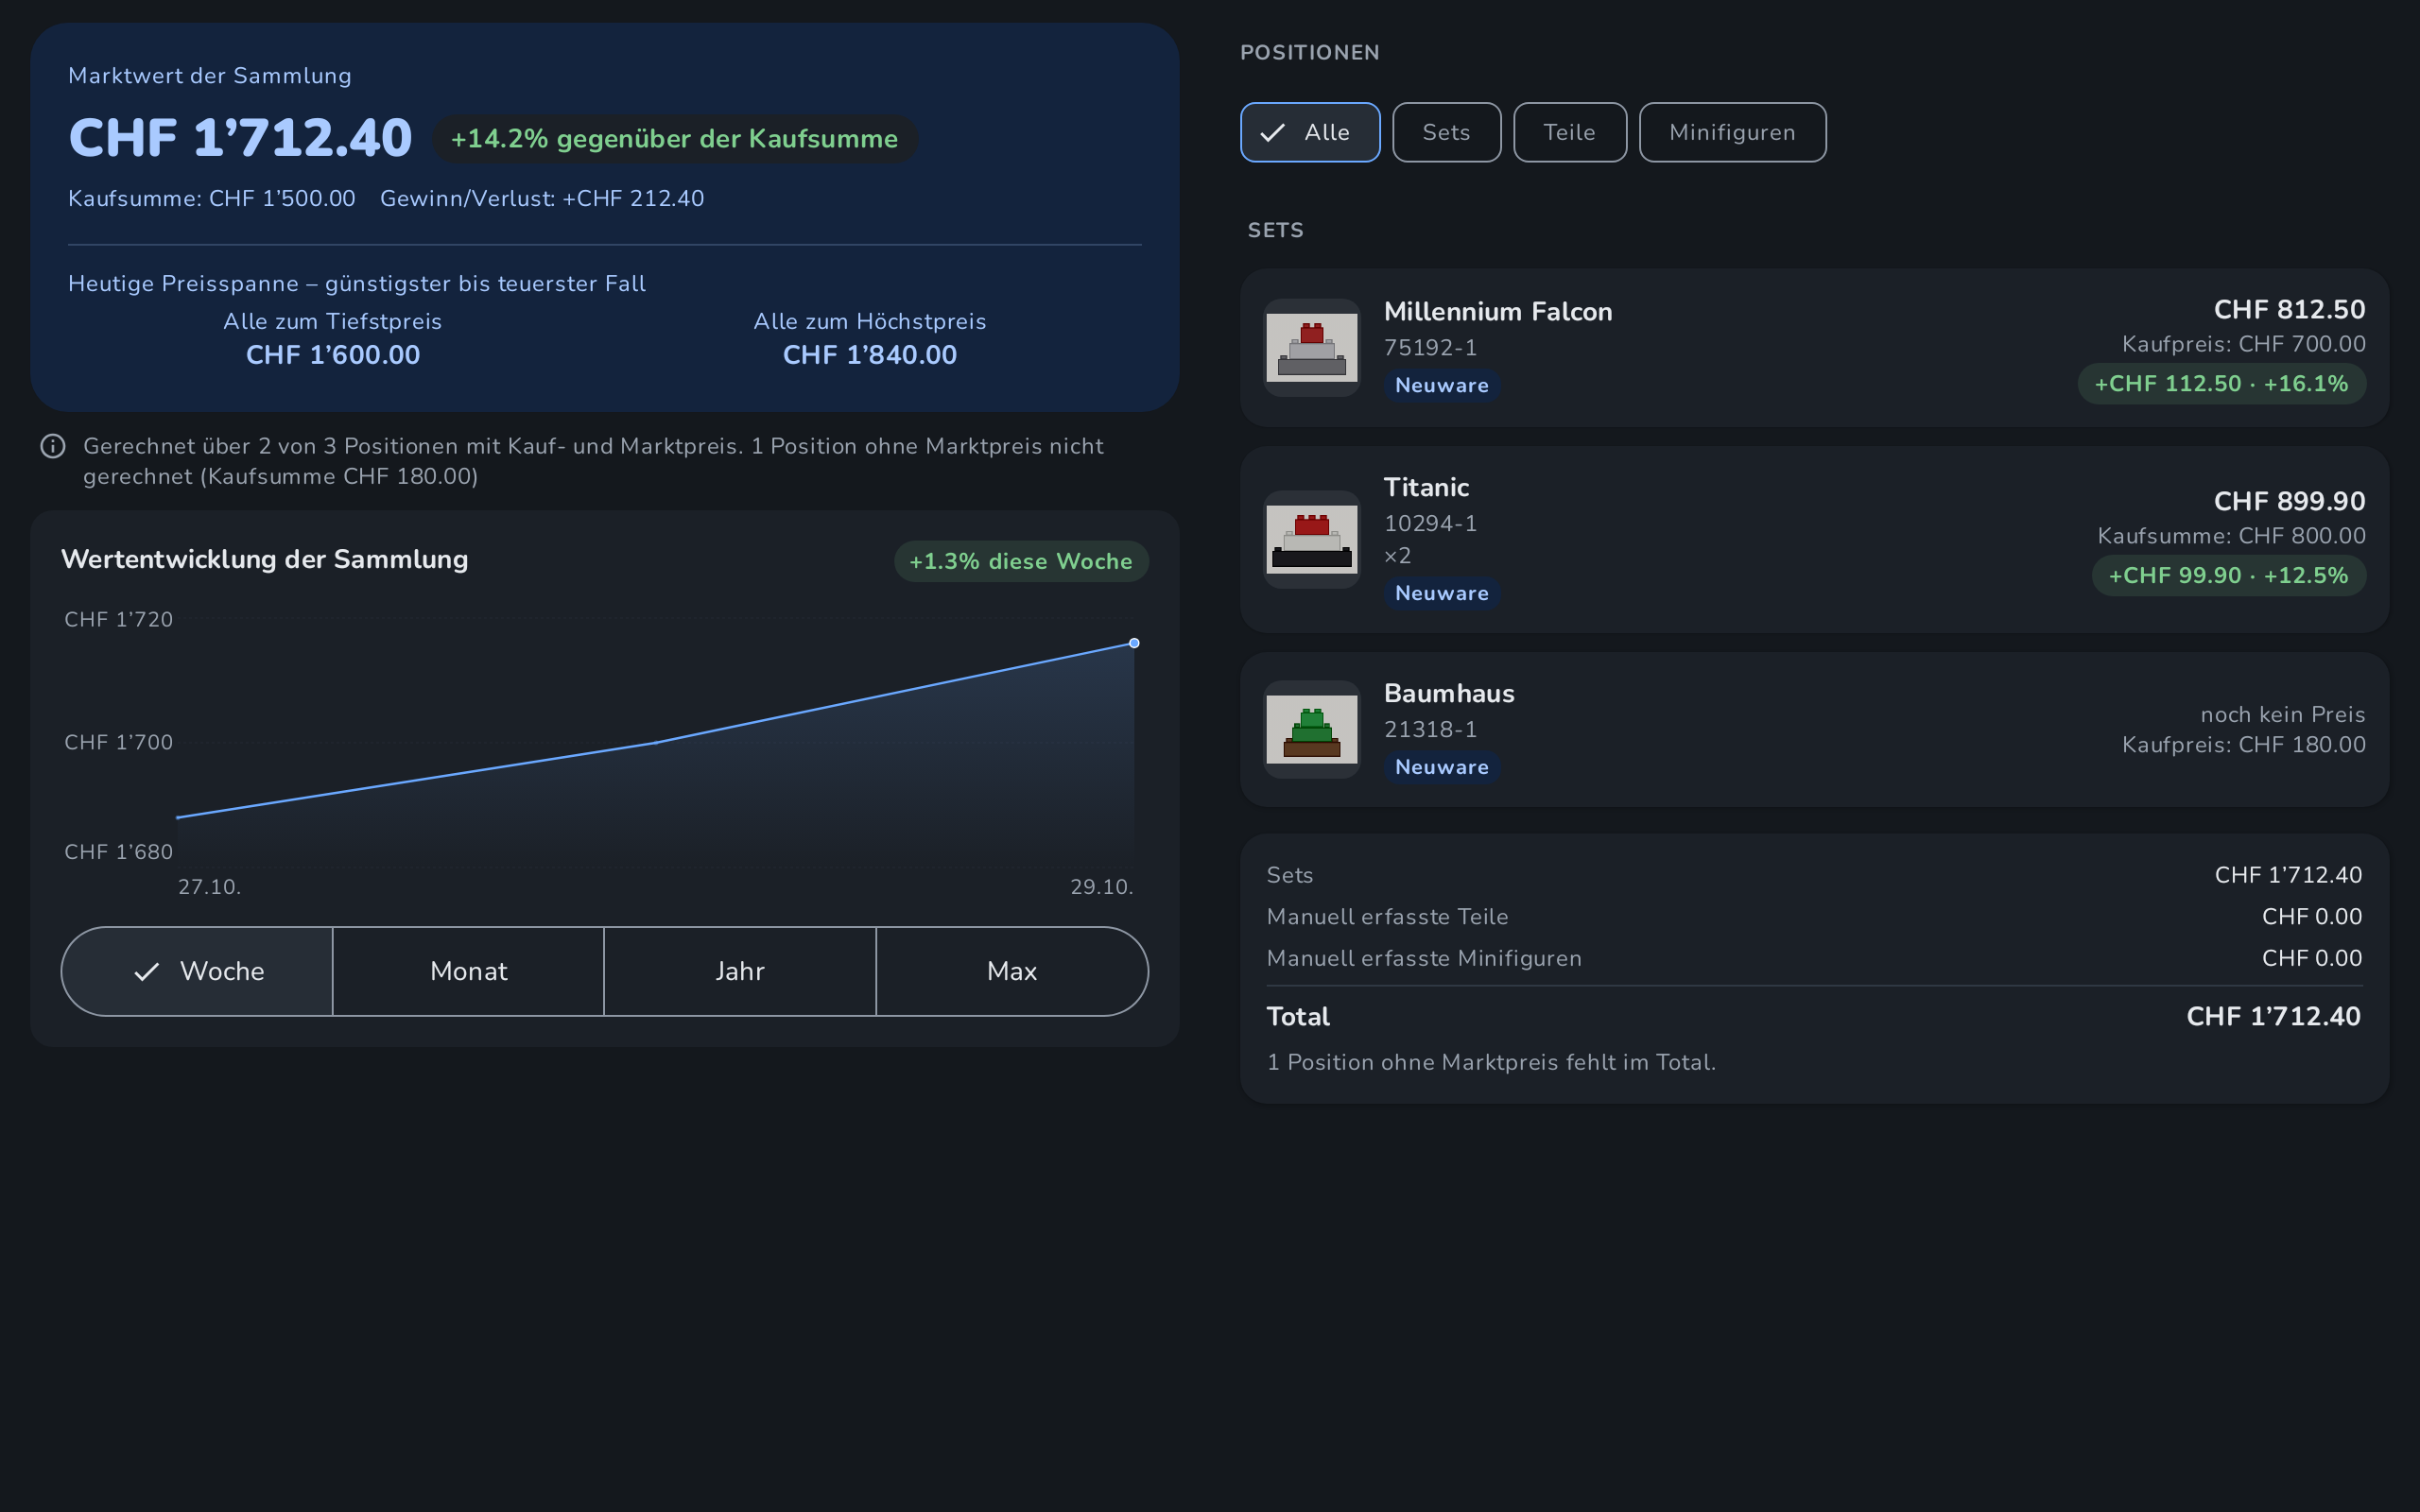 Marktwert der Sammlung
CHF 1’712.40
+14.2% gegenüber der Kaufsumme
Kaufsumme: CHF 1’500.00
Gewinn/Verlust: +CHF 212.40
Heutige Preisspanne – günstigster bis teuerster Fall
Alle zum Tiefstpreis
CHF 1’600.00
Alle zum Höchstpreis
CHF 1’840.00
Gerechnet über 2 von 3 Positionen mit Kauf- und Marktpreis. 1 Position ohne Marktpreis nicht
gerechnet (Kaufsumme CHF 180.00)
Wertentwicklung der Sammlung
+1.3% diese Woche
CHF 1’720
CHF 1’700
CHF 1’680
27.10.
29.10.
Woche
Monat
Jahr
Max
POSITIONEN
Alle
Sets
Teile
Minifiguren
SETS
Millennium Falcon
75192-1
Neuware
CHF 812.50
Kaufpreis: CHF 700.00
+CHF 112.50 · +16.1%
Titanic
10294-1
×2
Neuware
CHF 899.90
Kaufsumme: CHF 800.00
+CHF 99.90 · +12.5%
Baumhaus
21318-1
Neuware
noch kein Preis
Kaufpreis: CHF 180.00
Sets
CHF 1’712.40
Manuell erfasste Teile
CHF 0.00
Manuell erfasste Minifiguren
CHF 0.00
Total
CHF 1’712.40
1 Position ohne Marktpreis fehlt im Total.